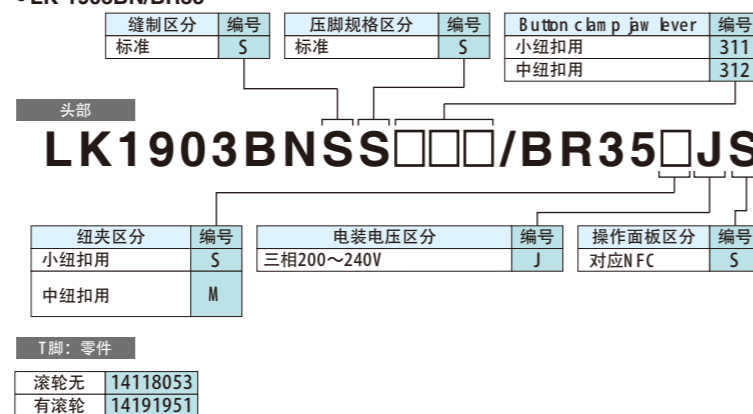 缝制区分 编号 压脚规格区分 编号 Button clamp jaw lever 编号
标准 S 标准 S 小纽扣用 311
中纽扣用 312
头部
LK1903BNSS□□□/BR35□JS
纽夹区分 编号 电装电压区分 编号 操作面板区分 编号
小纽扣用 S 三相200～240V J 对应NFC S
中纽扣用 M
T脚：零件
滚轮无 14118053
有滚轮 14191951